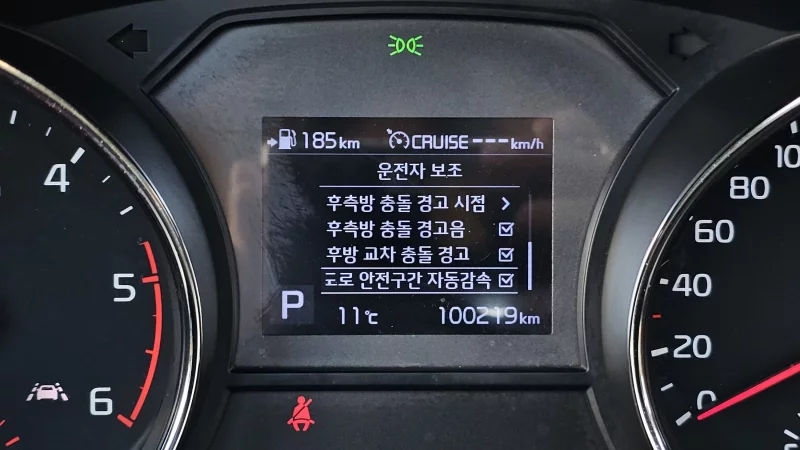 185km CRUISE ---km/h
운전자 보조
후측방 충돌 경고 시점 >
후측방 충돌 경고음
후방 교차 충돌 경고
도로 안전구간 자동감속
P
11℃ 100219km
4
5
6
100
80
60
40
20
0